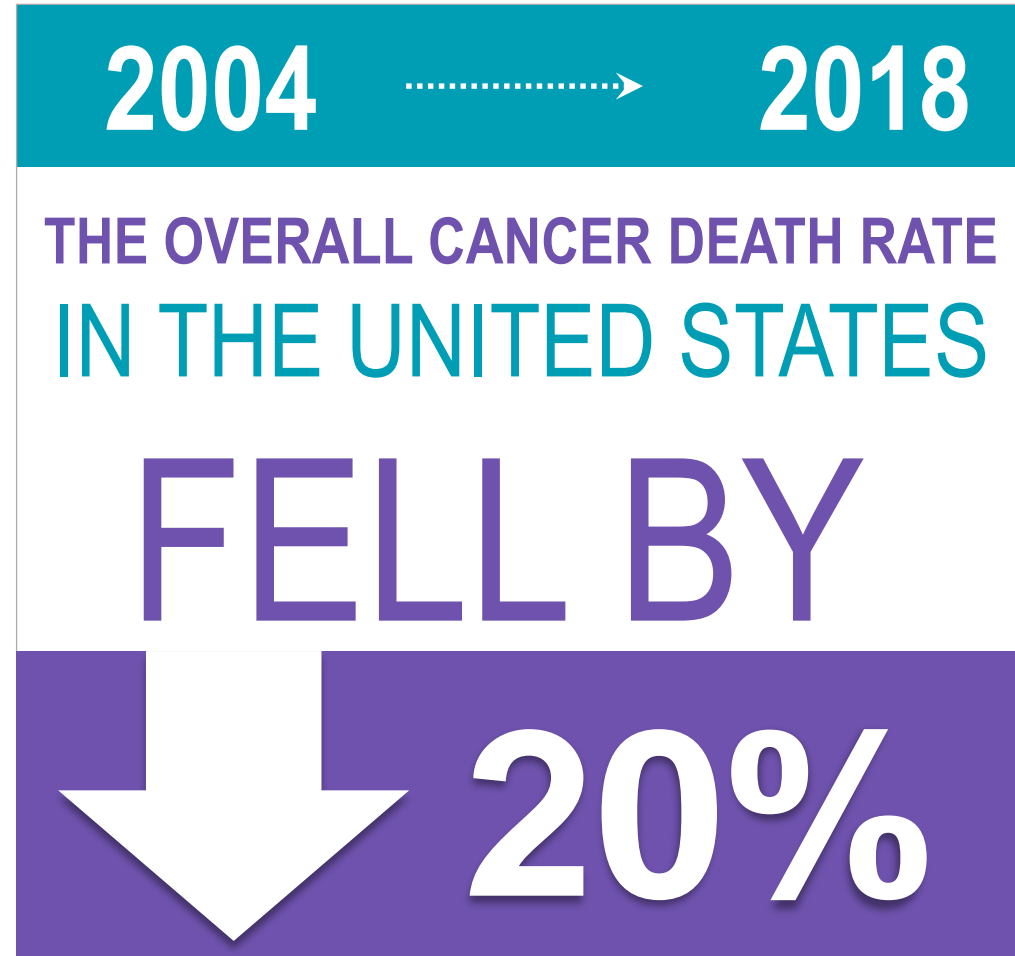 2004 2018
THE OVERALL CANCER DEATH RATE
IN THE UNITED STATES
FELL BY
20%